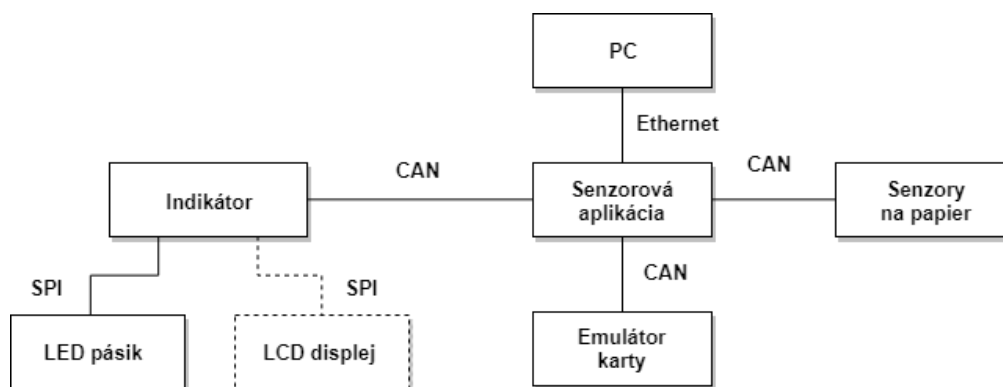 PC
Ethernet
CAN
CAN
Indikátor
Senzorová
aplikácia
Senzory
na papier
CAN
SPI
SPI
LED pásik
LCD displej
Emulátor
karty